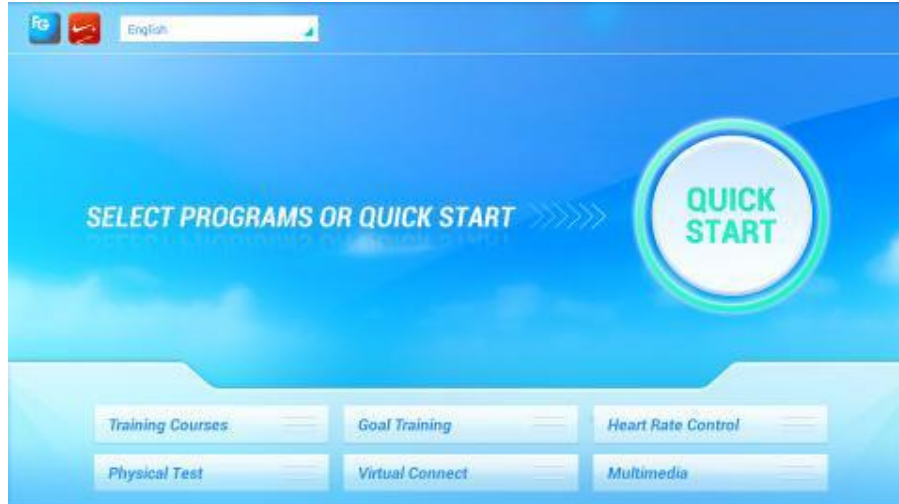 FG
English
SELECT PROGRAMS OR QUICK START
QUICK
START
Training Courses
Goal Training
Heart Rate Control
Physical Test
Virtual Connect
Multimedia